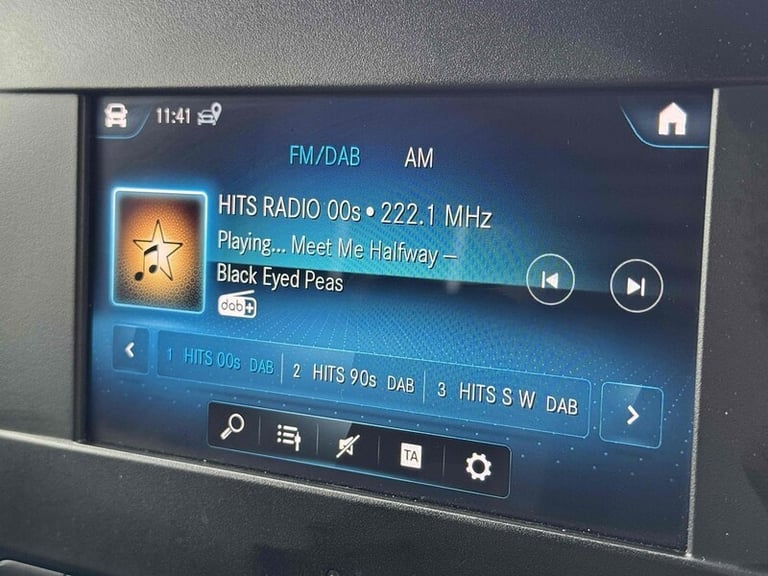 11:41
FM/DAB AM
HITS RADIO 00s • 222.1 MHz
Playing... Meet Me Halfway –
Black Eyed Peas
dab+
1 HITS 00s DAB 2 HITS 90s DAB 3 HITS S W DAB
TA